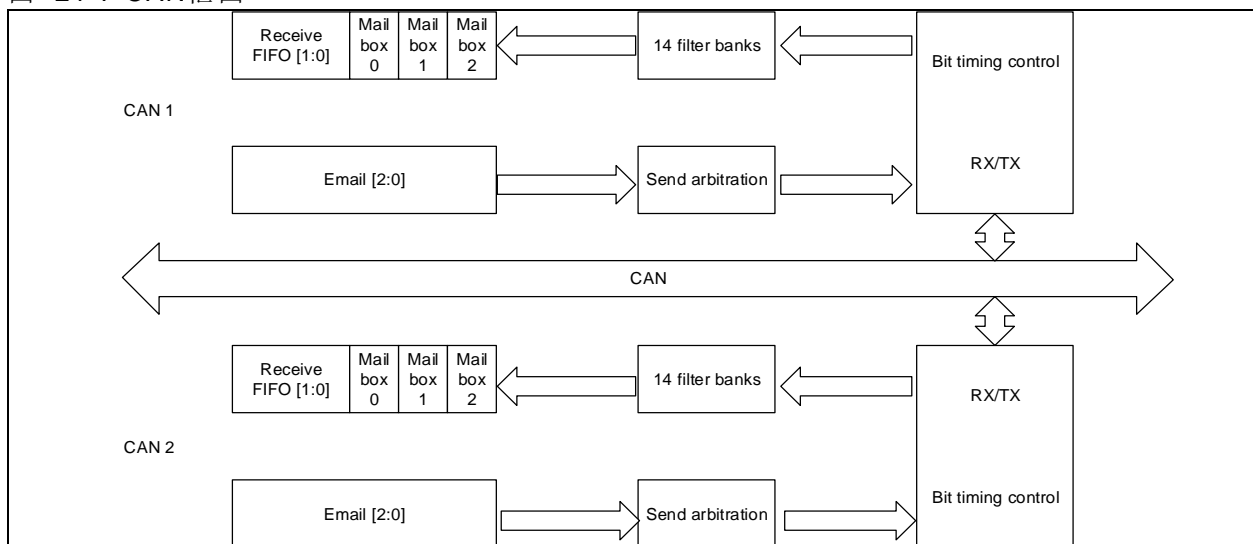 CAN
Receive FIFO [1:0]
Mail box 0
Mail box 1
Mail box 2
14 filter banks
Bit timing control
CAN 1
RX/TX
Email [2:0]
Send arbitration
CAN
Receive FIFO [1:0]
Mail box 0
Mail box 1
Mail box 2
14 filter banks
RX/TX
CAN 2
Bit timing control
Email [2:0]
Send arbitration